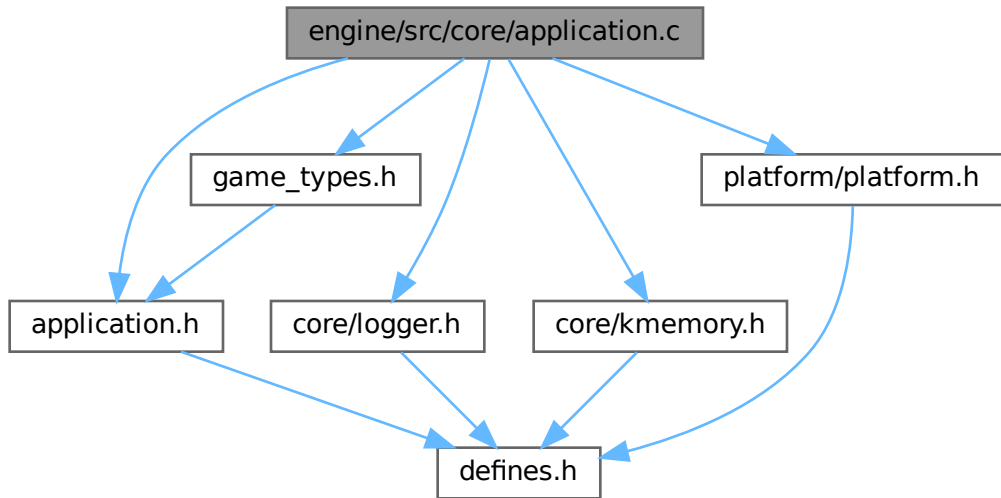 engine/src/core/application.c
game_types.h
platform/platform.h
application.h
core/logger.h
core/kmemory.h
defines.h